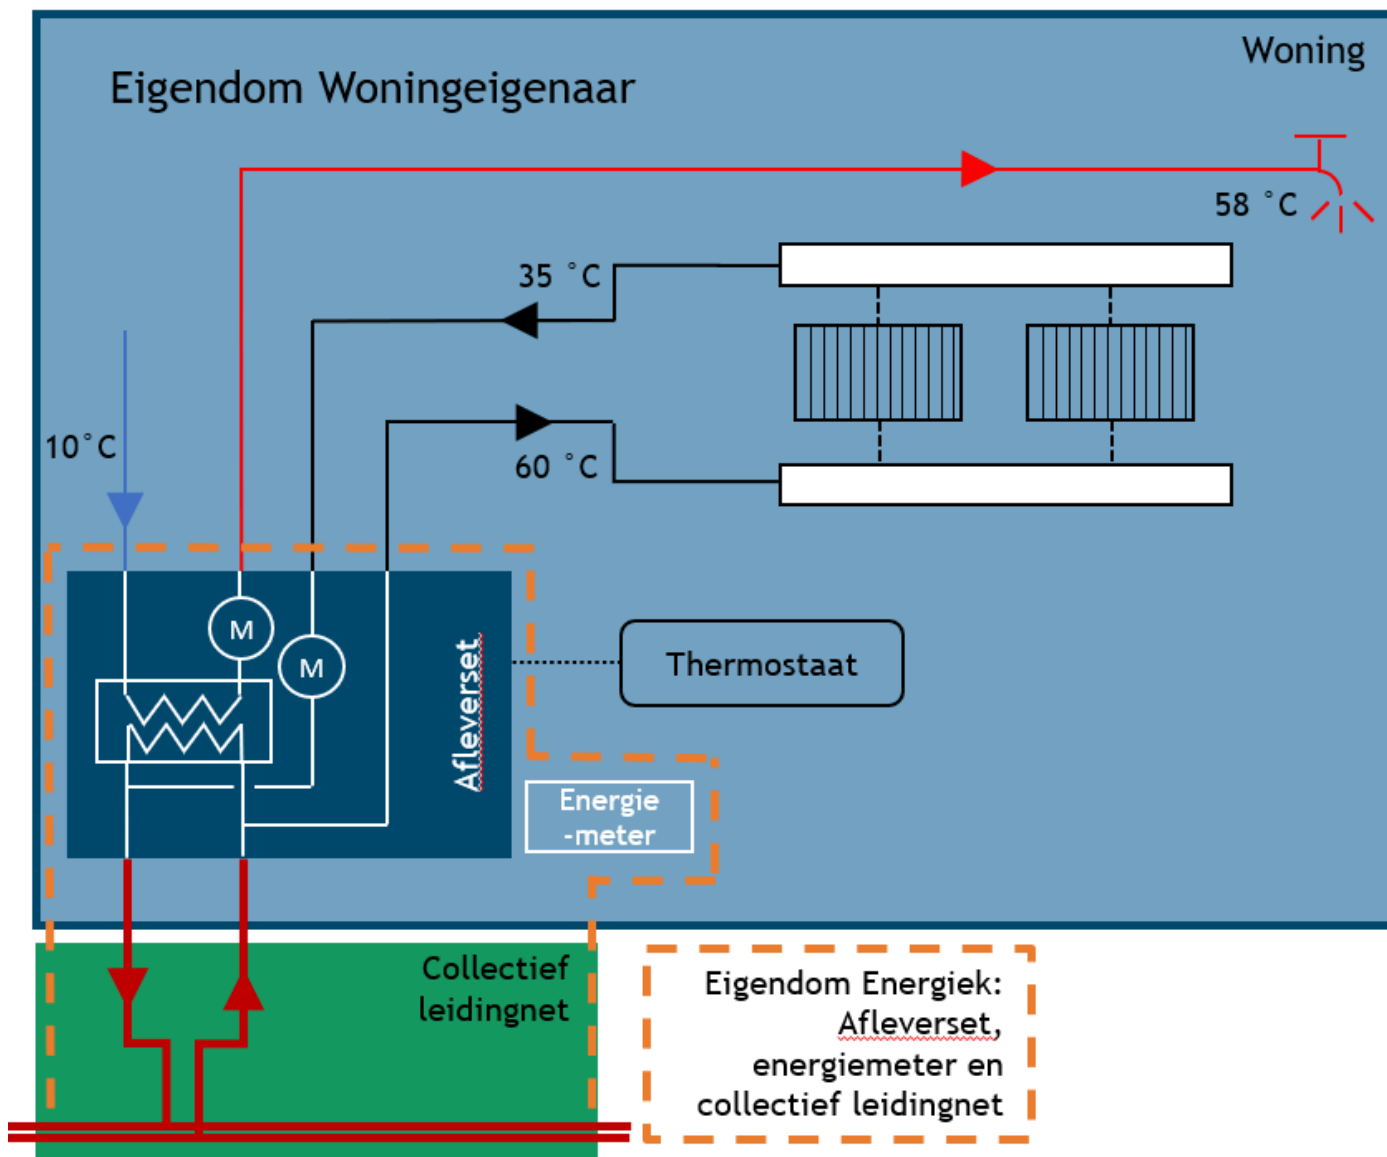 Woning
Eigendom Woningeigenaar
58 °C
35 °C
10°C
60 °C
M
M
Afleverset
Thermostaat
Energie
-meter
Collectief
leidingnet
Eigendom Energiek:
Afleverset,
energiemeter en
collectief leidingnet